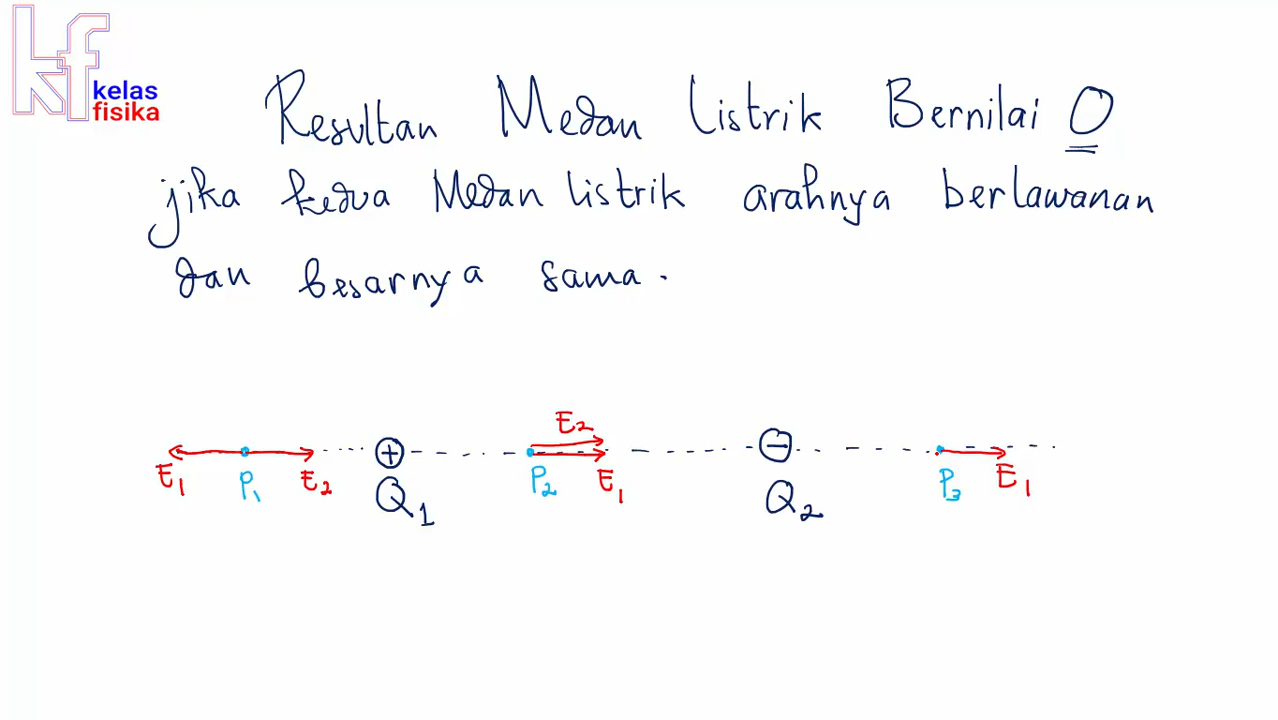 kf
kelas
fisika
Resultan Medan Listrik Bernilai 0
jika kedua Medan listrik arahnya berlawanan
dan besarnya sama.
E2
+
−
E1
P1
E2
P2
E1
P3
E1
Q1
Q2